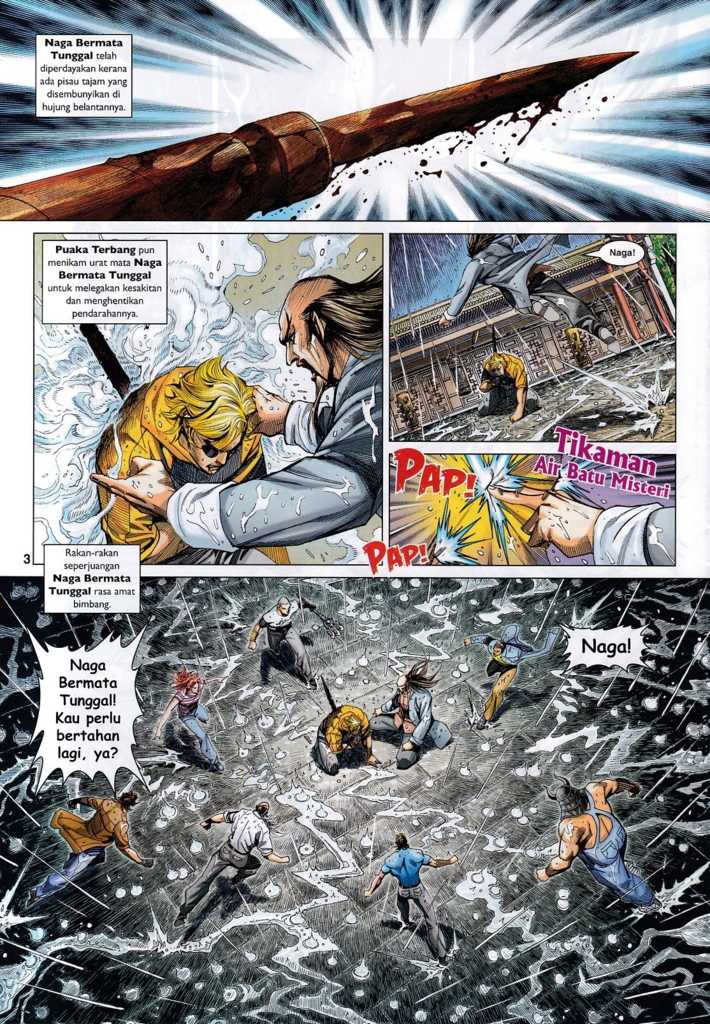 Naga Bermata
Tunggal telah
diperdayakan kerana
ada pisau tajam yang
disembunyikan di
hujung belantannya.
Puaka Terbang pun
menikam urat mata Naga
Bermata Tunggal
untuk melegakan kesakitan
dan menghentikan
pendarahannya.
Naga!
Tikaman
Air Batu Misteri
PAP!
PAP!
3
Rakan-rakan
seperjuangan
Naga Bermata
Tunggal rasa amat
bimbang.
Naga
Bermata
Tunggal!
Kau perlu
bertahan
lagi, ya?
Naga!